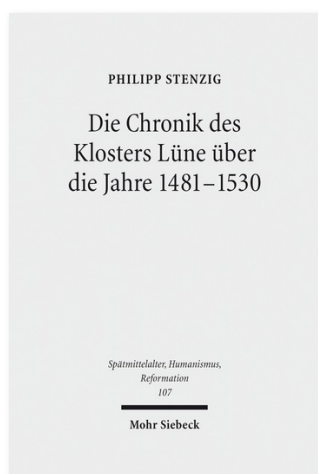 PHILIPP STENZIG
Die Chronik des
Klosters Lüne über
die Jahre 1481–1530
Spätmittelalter, Humanismus,
Reformation
107
Mohr Siebeck